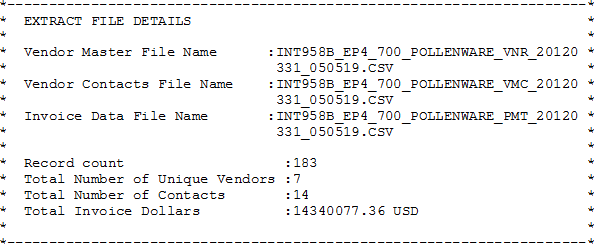 *---------------------------------------------------------------------*
* EXTRACT FILE DETAILS *
*---------------------------------------------------------------------*
* *
* Vendor Master File Name :INT958B_EP4_700_POLLENWARE_VNR_20120 *
* 331_050519.CSV *
* Vendor Contacts File Name :INT958B_EP4_700_POLLENWARE_VMC_20120 *
* 331_050519.CSV *
* Invoice Data File Name :INT958B_EP4_700_POLLENWARE_PMT_20120 *
* 331_050519.CSV *
* *
* Record count :183 *
* Total Number of Unique Vendors :7 *
* Total Number of Contacts :14 *
* Total Invoice Dollars :14340077.36 USD *
* *
*---------------------------------------------------------------------*